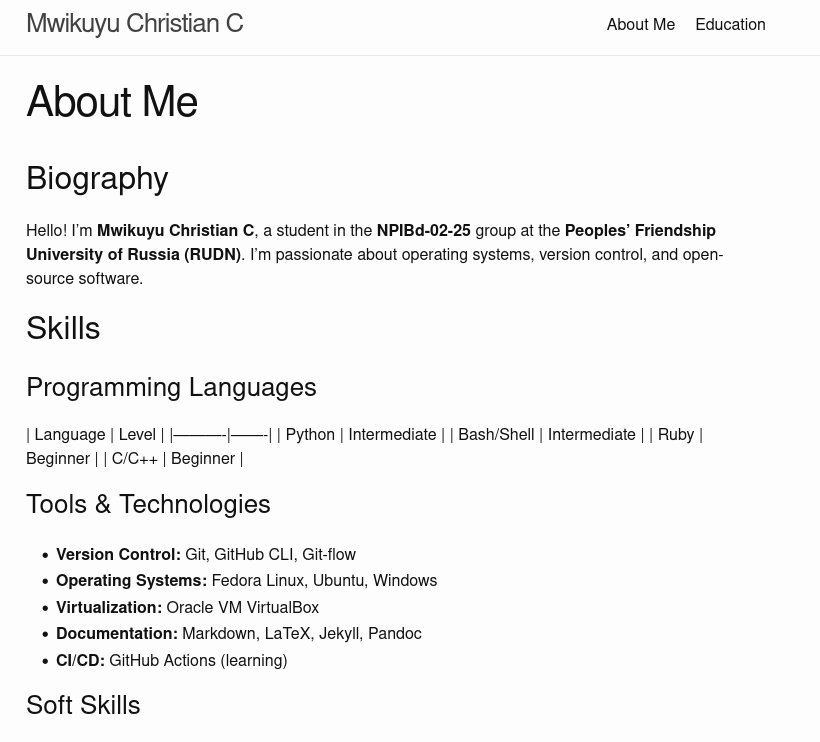 Mwikuyu Christian C
About Me Education
About Me
Biography
Hello! I’m Mwikuyu Christian C, a student in the NPIBd-02-25 group at the Peoples’ Friendship
University of Russia (RUDN). I’m passionate about operating systems, version control, and open-
source software.
Skills
Programming Languages
| Language | Level | |———-|——-| | Python | Intermediate | | Bash/Shell | Intermediate | | Ruby |
Beginner | | C/C++ | Beginner |
Tools & Technologies
• Version Control: Git, GitHub CLI, Git-flow
• Operating Systems: Fedora Linux, Ubuntu, Windows
• Virtualization: Oracle VM VirtualBox
• Documentation: Markdown, LaTeX, Jekyll, Pandoc
• CI/CD: GitHub Actions (learning)
Soft Skills